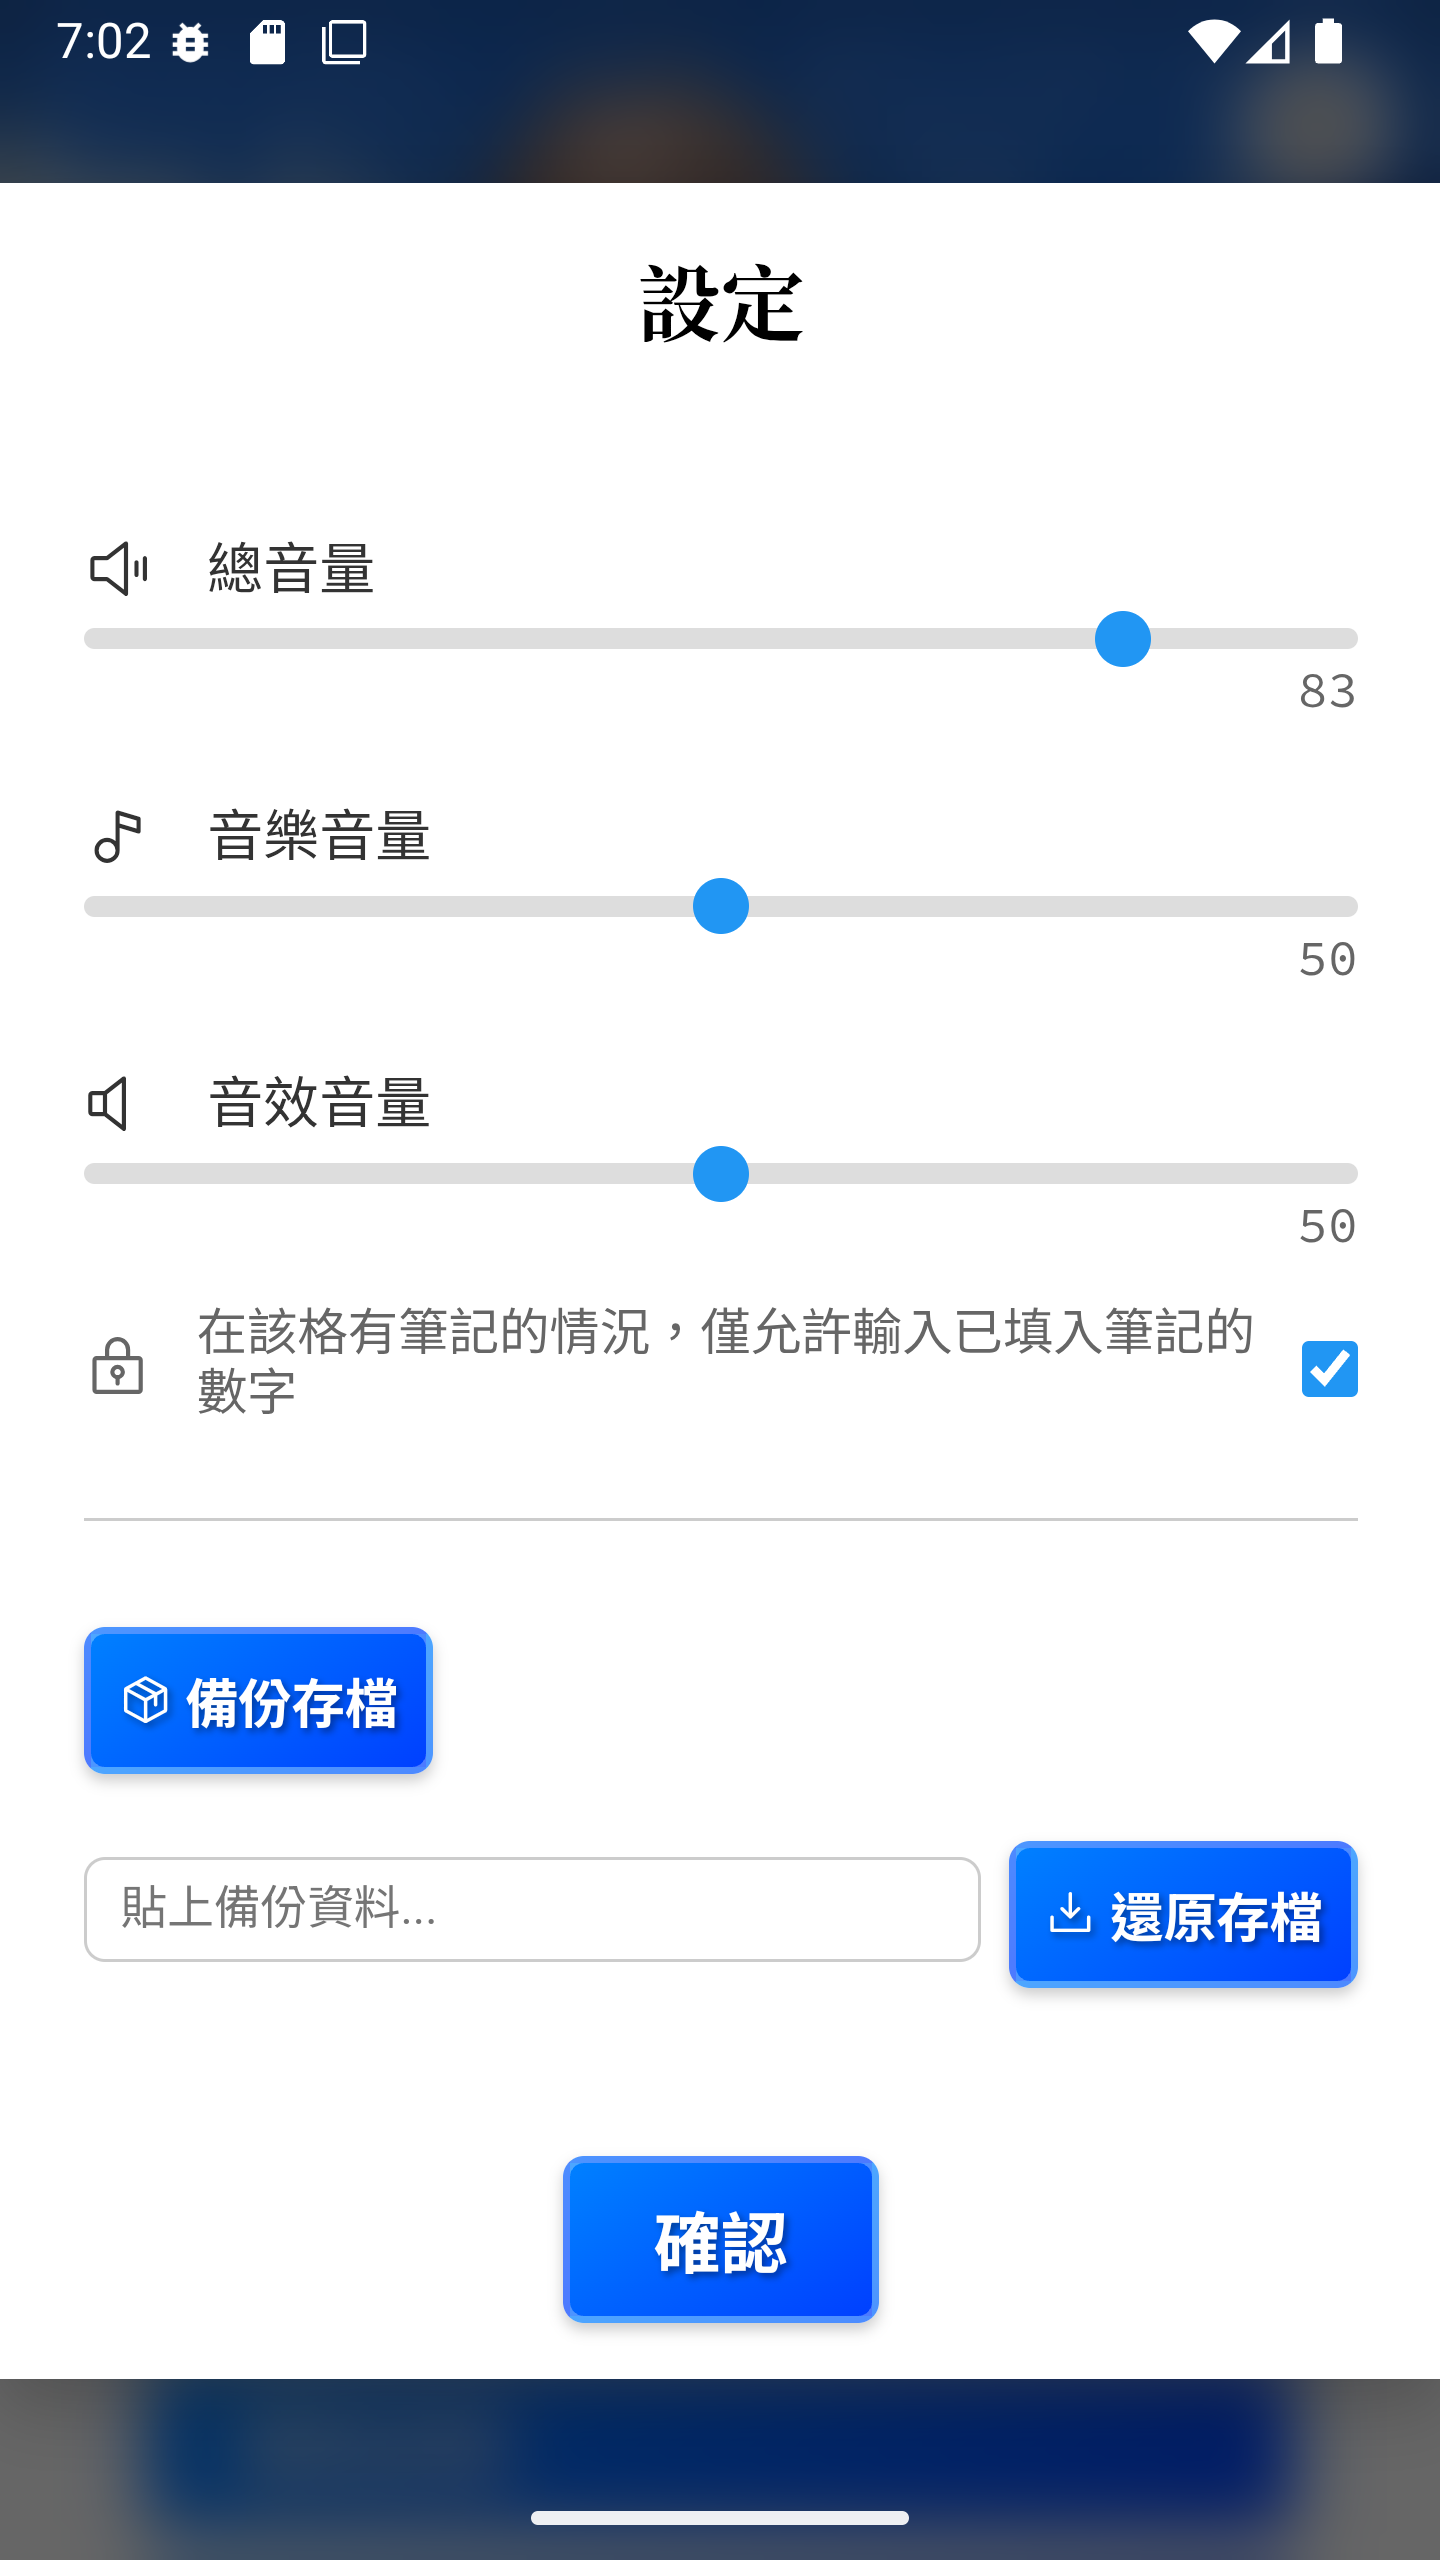 7:02
設定
總音量
83
音樂音量
50
音效音量
50
在該格有筆記的情況，僅允許輸入已填入筆記的
數字
備份存檔
貼上備份資料...
還原存檔
確認